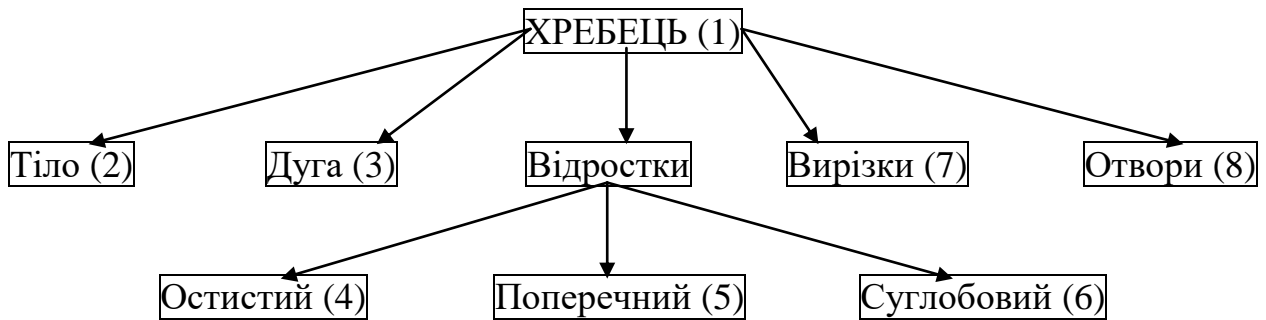 ХРЕБЕЦЬ (1)
Тіло (2)
Дуга (3)
Відростки
Вирізки (7)
Отвори (8)
Остистий (4)
Поперечний (5)
Суглобовий (6)